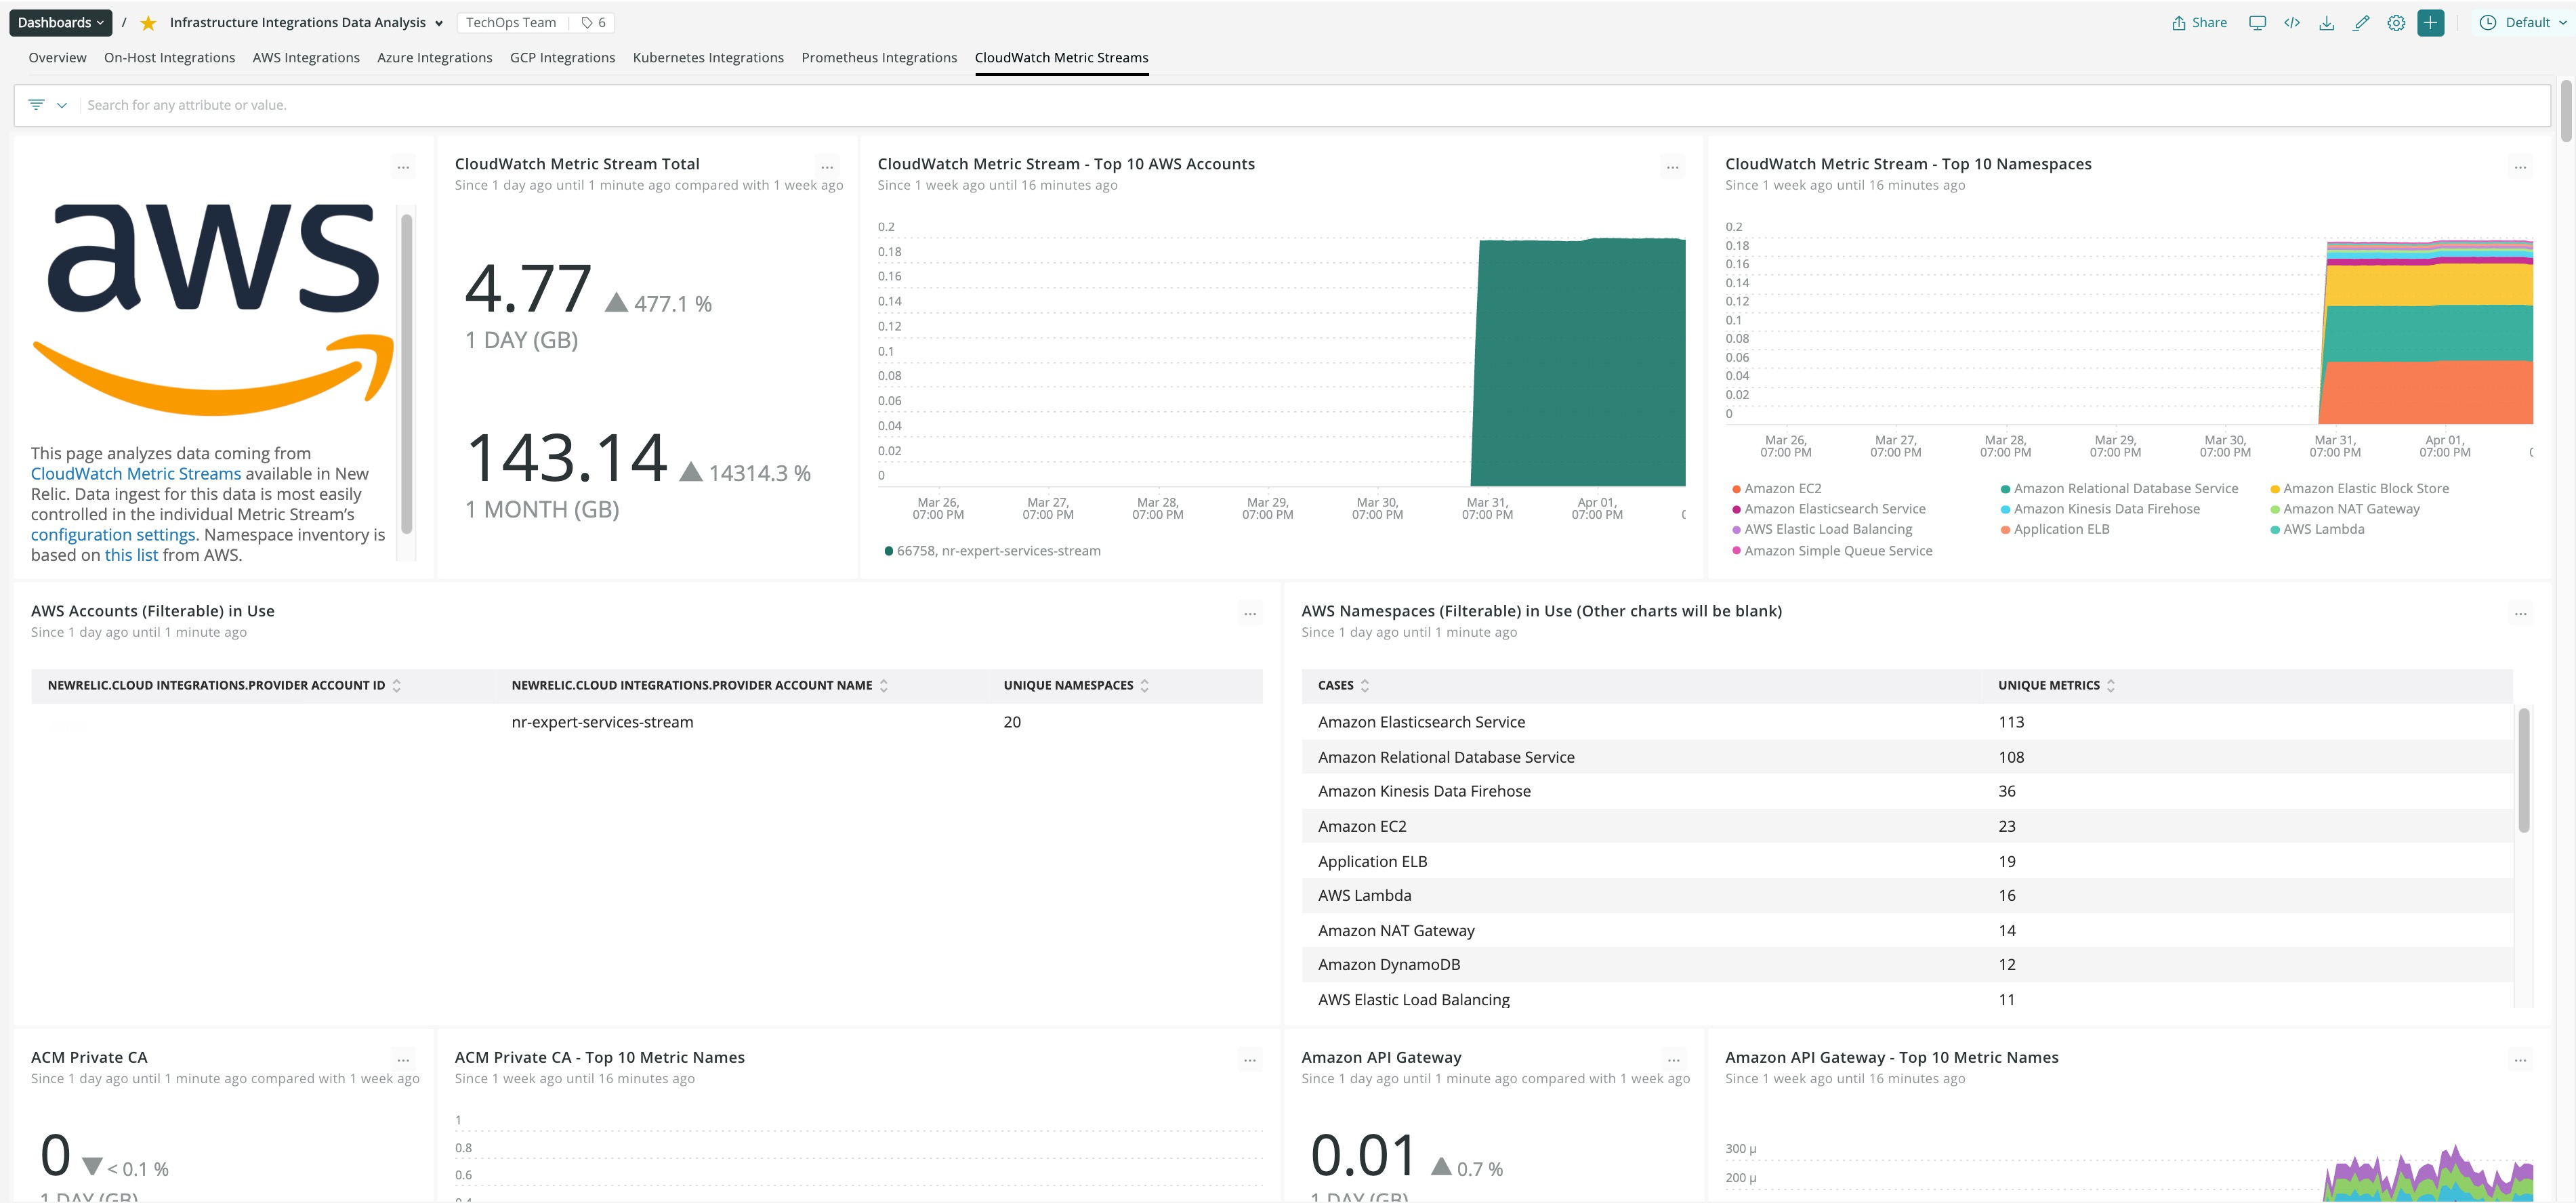 Dashboards / Infrastructure Integrations Data Analysis TechOps Team 6 Share Default
Overview On-Host Integrations AWS Integrations Azure Integrations GCP Integrations Kubernetes Integrations Prometheus Integrations CloudWatch Metric Streams
Search for any attribute or value.
aws
This page analyzes data coming from
CloudWatch Metric Streams available in New
Relic. Data ingest for this data is most easily
controlled in the individual Metric Stream's
configuration settings. Namespace inventory is
based on this list from AWS.
CloudWatch Metric Stream Total
Since 1 day ago until 1 minute ago compared with 1 week ago
4.77 477.1 %
1 DAY (GB)
143.14 14314.3 %
1 MONTH (GB)
CloudWatch Metric Stream - Top 10 AWS Accounts
Since 1 week ago until 16 minutes ago
0.2
0.18
0.16
0.14
0.12
0.1
0.08
0.06
0.04
0.02
0
Mar 26, Mar 27, Mar 28, Mar 29, Mar 30, Mar 31, Apr 01,
07:00 PM 07:00 PM 07:00 PM 07:00 PM 07:00 PM 07:00 PM 07:00 PM
66758, nr-expert-services-stream
CloudWatch Metric Stream - Top 10 Namespaces
Since 1 week ago until 16 minutes ago
0.2
0.18
0.16
0.14
0.12
0.1
0.08
0.06
0.04
0.02
0
Mar 26, Mar 27, Mar 28, Mar 29, Mar 30, Mar 31, Apr 01,
07:00 PM 07:00 PM 07:00 PM 07:00 PM 07:00 PM 07:00 PM 07:00 PM
Amazon EC2 Amazon Relational Database Service Amazon Elastic Block Store
Amazon Elasticsearch Service Amazon Kinesis Data Firehose Amazon NAT Gateway
AWS Elastic Load Balancing Application ELB AWS Lambda
Amazon Simple Queue Service
AWS Accounts (Filterable) in Use
Since 1 day ago until 1 minute ago
NEWRELIC.CLOUD INTEGRATIONS.PROVIDER ACCOUNT ID NEWRELIC.CLOUD INTEGRATIONS.PROVIDER ACCOUNT NAME UNIQUE NAMESPACES
nr-expert-services-stream 20
AWS Namespaces (Filterable) in Use (Other charts will be blank)
Since 1 day ago until 1 minute ago
CASES UNIQUE METRICS
Amazon Elasticsearch Service 113
Amazon Relational Database Service 108
Amazon Kinesis Data Firehose 36
Amazon EC2 23
Application ELB 19
AWS Lambda 16
Amazon NAT Gateway 14
Amazon DynamoDB 12
AWS Elastic Load Balancing 11
ACM Private CA
Since 1 day ago until 1 minute ago compared with 1 week ago
0 < 0.1 %
1 DAY (GB)
ACM Private CA - Top 10 Metric Names
Since 1 week ago until 16 minutes ago
1
0.8
0.6
0.4
Amazon API Gateway
Since 1 day ago until 1 minute ago compared with 1 week ago
0.01 0.7 %
1 DAY (GB)
Amazon API Gateway - Top 10 Metric Names
Since 1 week ago until 16 minutes ago
300 µ
200 µ